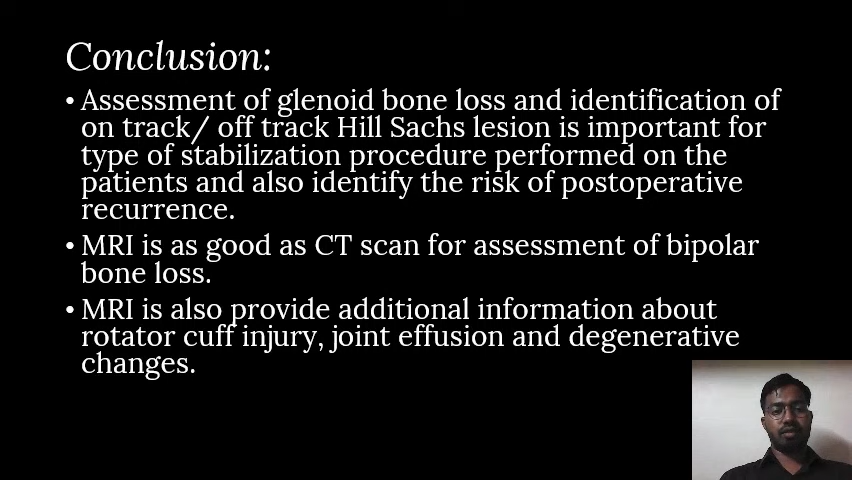 Conclusion:
• Assessment of glenoid bone loss and identification of
on track/ off track Hill Sachs lesion is important for
type of stabilization procedure performed on the
patients and also identify the risk of postoperative
recurrence.
• MRI is as good as CT scan for assessment of bipolar
bone loss.
• MRI is also provide additional information about
rotator cuff injury, joint effusion and degenerative
changes.